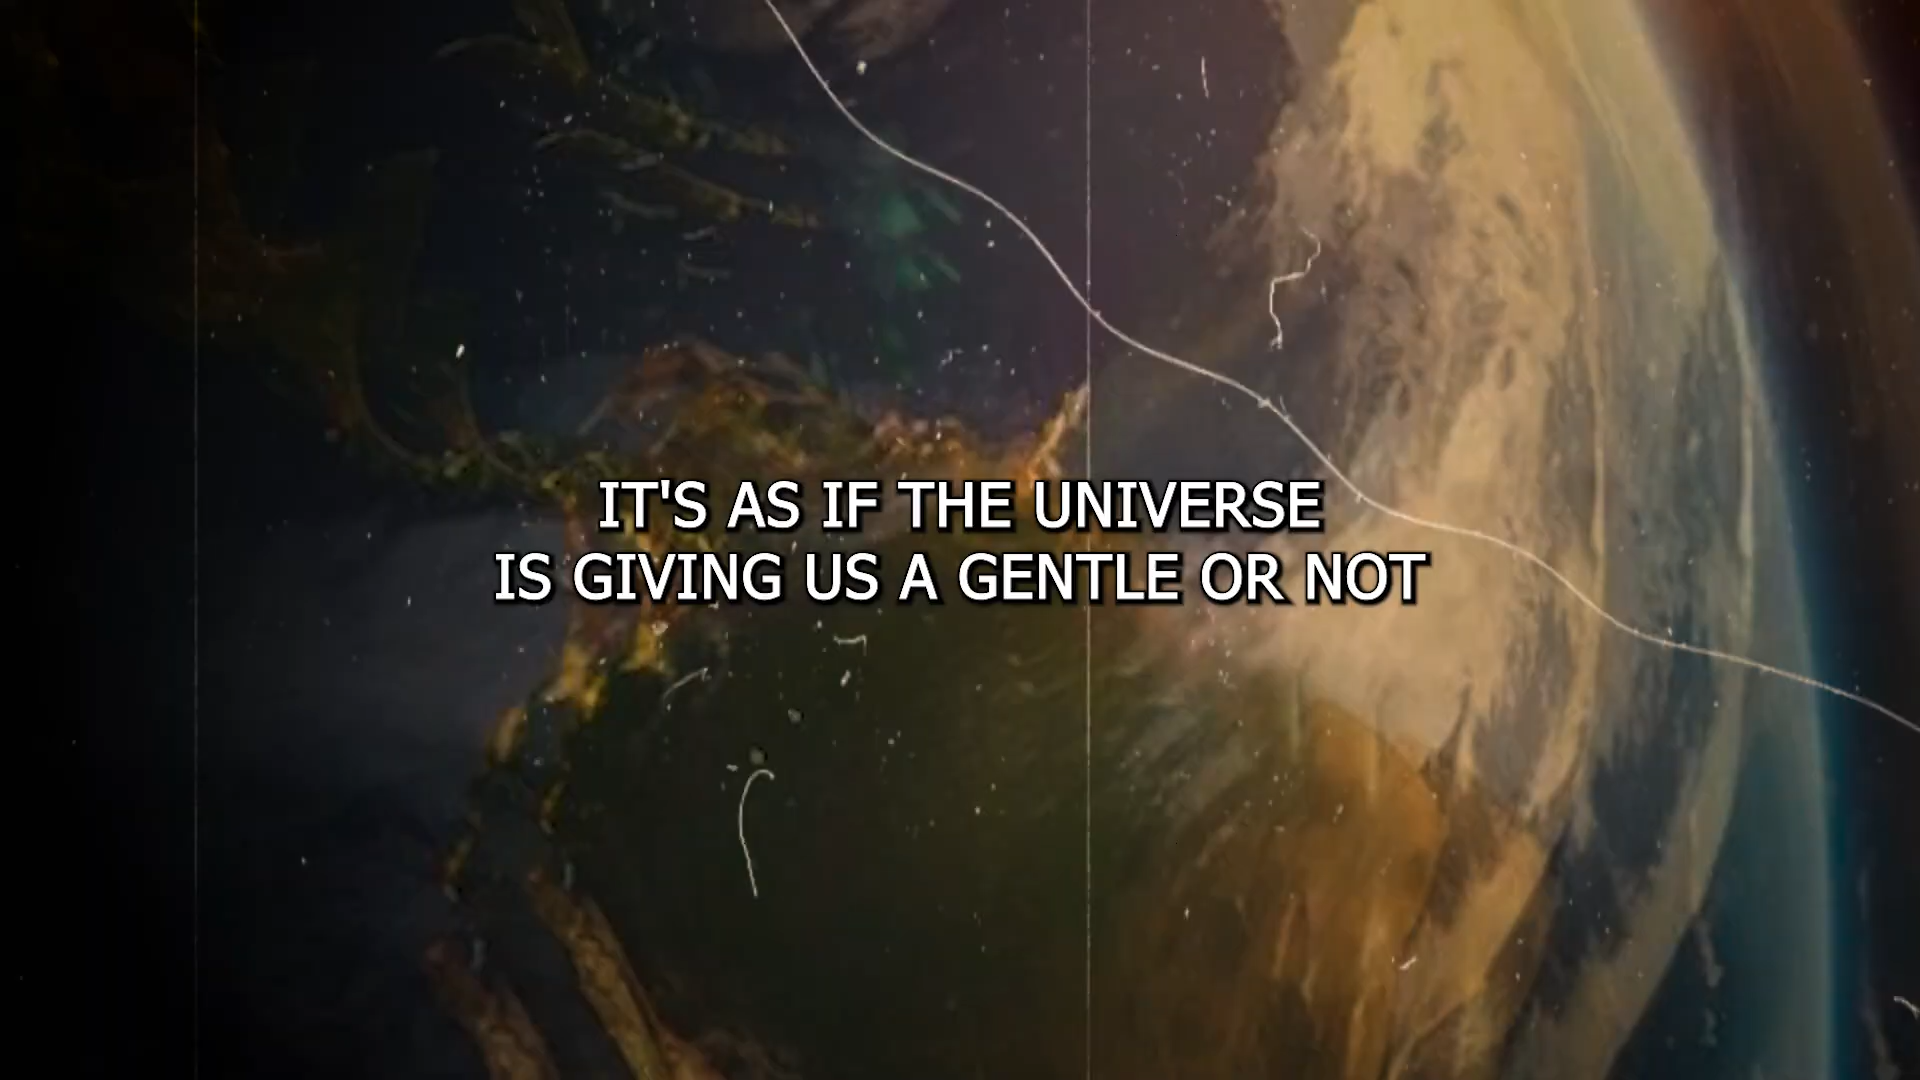 IT'S AS IF THE UNIVERSE
IS GIVING US A GENTLE OR NOT